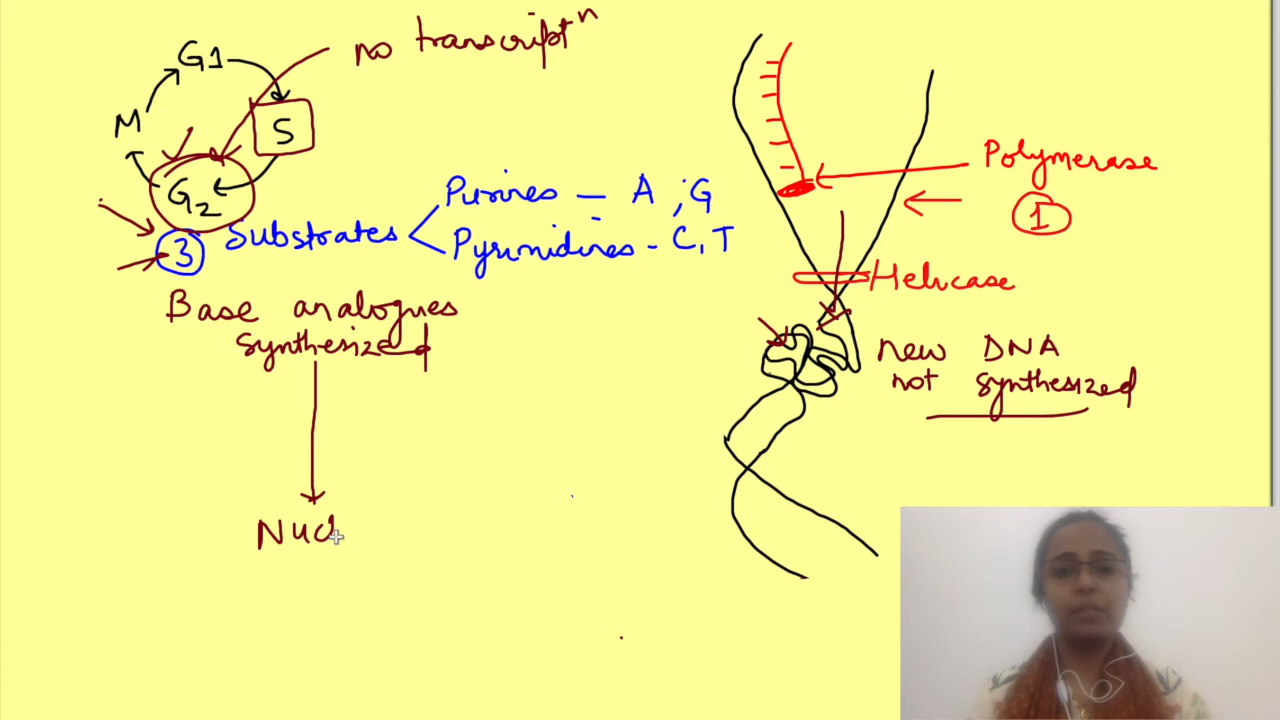 no transcriptⁿ
G1
M
S
G2
Polymerase
1
Purines — A ; G
3 Substrates
Pyrimidines - C, T
Helicase
Base analogues
synthesized
new DNA
not synthesized
Nucl